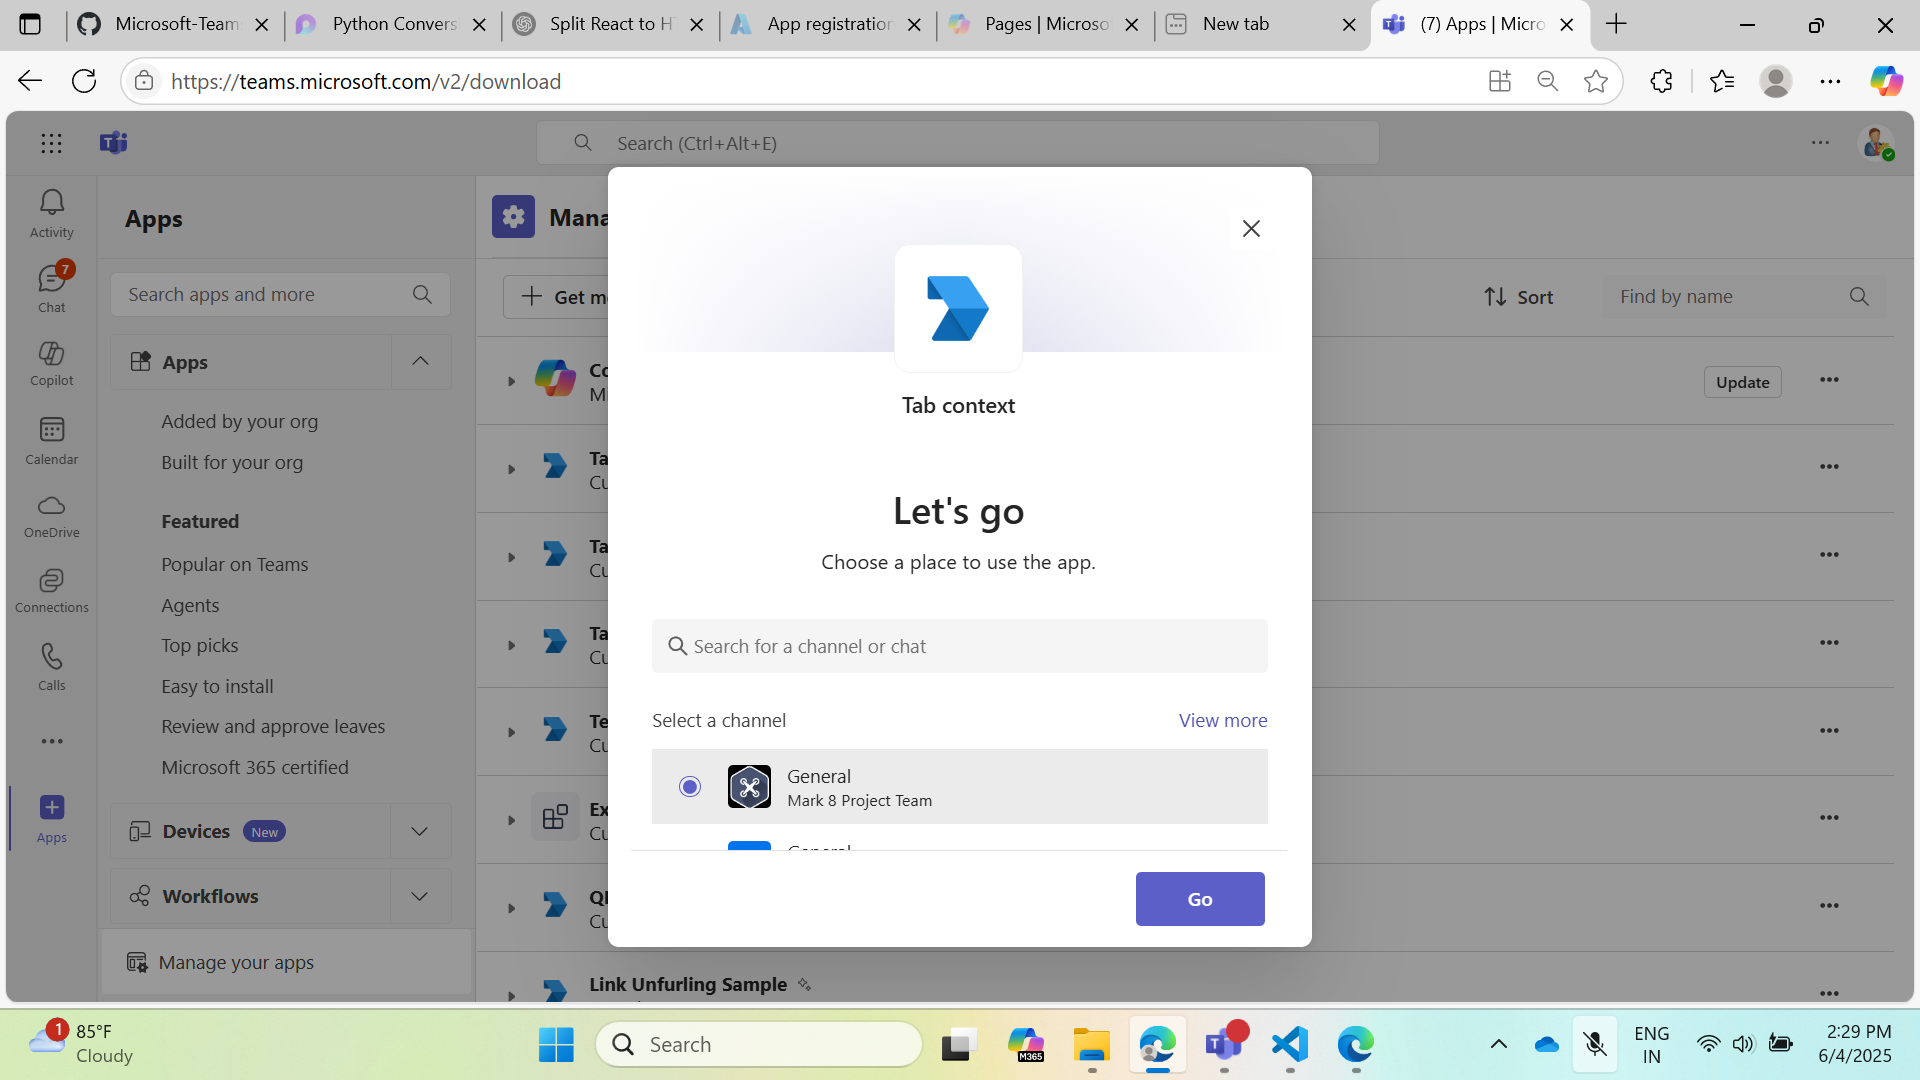 Microsoft-Team
Python Convers
Split React to H
App registration
Pages | Microso
New tab
(7) Apps | Micro
https://teams.microsoft.com/v2/download
Search (Ctrl+Alt+E)
Activity
7
Chat
Copilot
Calendar
OneDrive
Connections
Calls
Apps
Apps
Search apps and more
Apps
Added by your org
Built for your org
Featured
Popular on Teams
Agents
Top picks
Easy to install
Review and approve leaves
Microsoft 365 certified
Devices New
Workflows
Manage your apps
Mana
Get mo
Sort
Find by name
Co
Mi
Update
Ta
Cu
Ta
Cu
Ta
Cu
Te
Cu
Ex
Cu
Cu
Link Unfurling Sample
Tab context
Let's go
Choose a place to use the app.
Search for a channel or chat
Select a channel
View more
General
Mark 8 Project Team
General
Go
1
85°F
Cloudy
Search
M365
ENG
IN
2:29 PM
6/4/2025